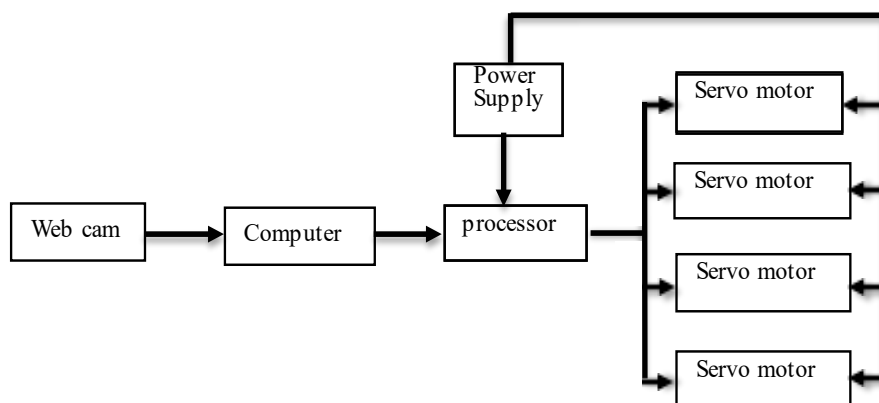 Power
Supply
Servo motor
Servo motor
Web cam
Computer
processor
Servo motor
Servo motor